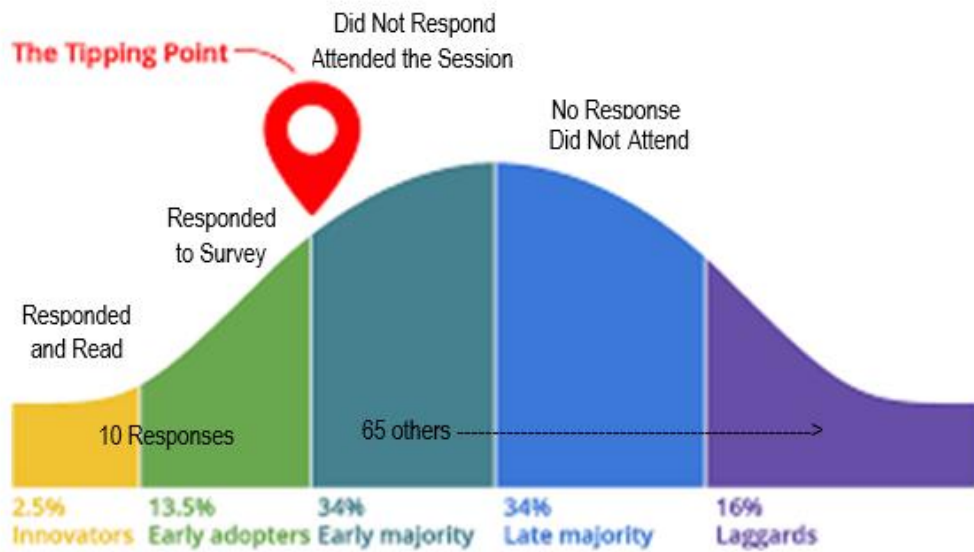 Did Not Respond
The Tipping Point
Attended the Session
No Response
Did Not Attend
Responded
to Survey
Responded
and Read
10 Responses
65 others ------------------------------------------------------>
2.5%
Innovators
13.5%
Early adopters
34%
Early majority
34%
Late majority
16%
Laggards